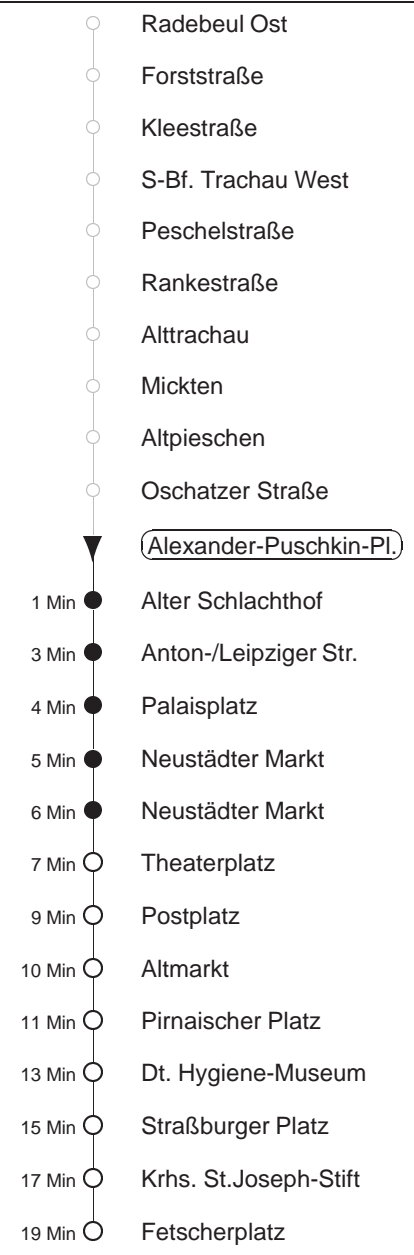 Radebeul Ost
Forststraße
Kleestraße
S-Bf. Trachau West
Peschelstraße
Rankestraße
Alttrachau
Mickten
Altpieschen
Oschatzer Straße
Alexander-Puschkin-Pl.
1 Min Alter Schlachthof
3 Min Anton-/Leipziger Str.
4 Min Palaisplatz
5 Min Neustädter Markt
6 Min Neustädter Markt
7 Min Theaterplatz
9 Min Postplatz
10 Min Altmarkt
11 Min Pirnaischer Platz
13 Min Dt. Hygiene-Museum
15 Min Straßburger Platz
17 Min Krhs. St.Joseph-Stift
19 Min Fetscherplatz